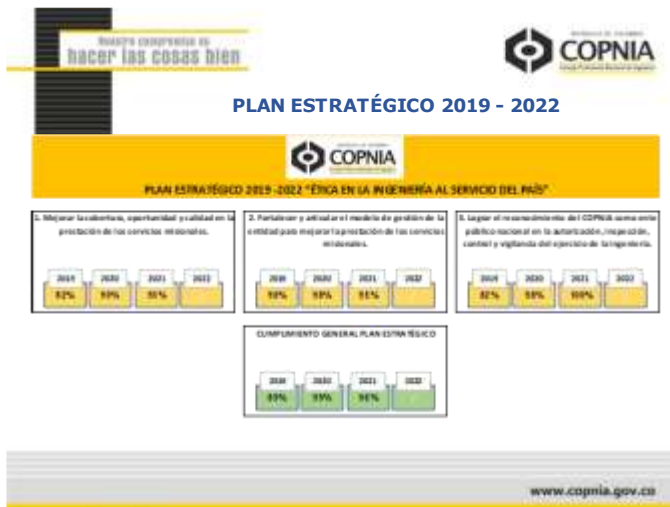 Nuestro compromiso es
hacer las cosas bien
COPNIA
PLAN ESTRATÉGICO 2019 - 2022
COPNIA
PLAN ESTRATÉGICO 2019 -2022 "ÉTICA EN LA INGENIERÍA AL SERVICIO DEL PAÍS"
1. Mejorar la cobertura, oportunidad y calidad en la
prestación de los servicios misionales.
2019 2020 2021 2022
2. Fortalecer y articular el modelo de gestión de la
entidad para mejorar la prestación de los servicios
misionales.
2019 2020 2021 2022
3. Lograr el reconocimiento del COPNIA como ente
público nacional en la autorización, inspección,
control y vigilancia del ejercicio de la ingeniería.
2019 2020 2021 2022
100%
CUMPLIMIENTO GENERAL PLAN ESTRATÉGICO
2019 2020 2021 2022
www.copnia.gov.co